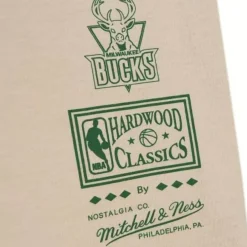 MILWAUKEE
BUCKS
HARDWOOD
NBA
CLASSICS
By
NOSTALGIA CO.
Mitchell & Ness
PHILADELPHIA, PA.